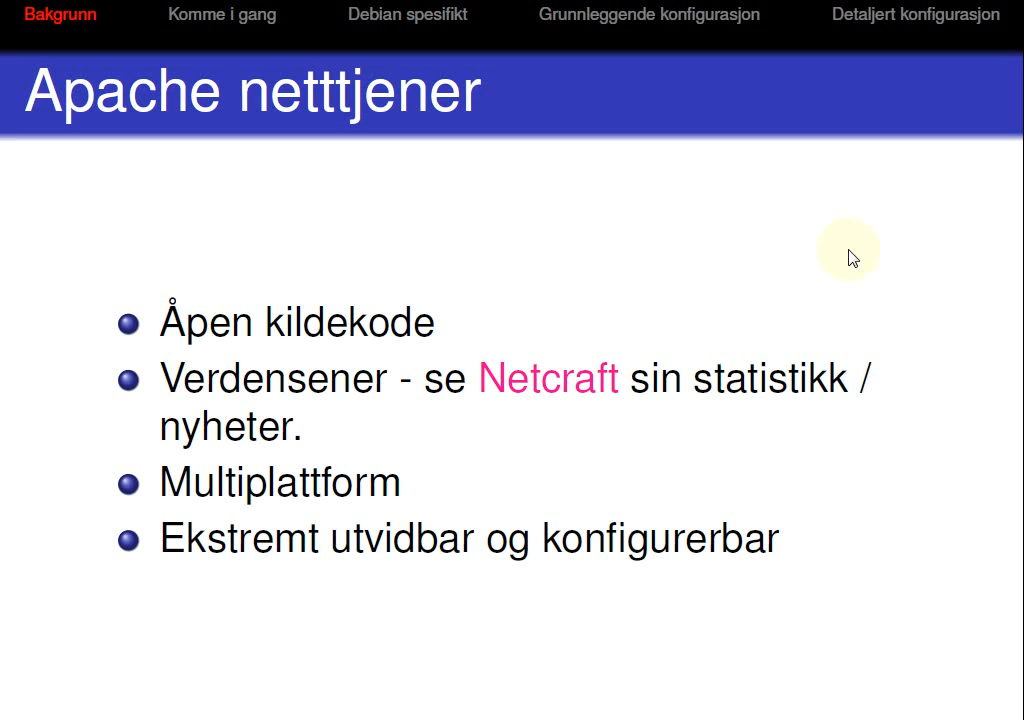 Bakgrunn Komme i gang Debian spesifikt Grunnleggende konfigurasjon Detaljert konfigurasjon
Apache netttjener
Åpen kildekode
Verdensener - se Netcraft sin statistikk /
nyheter.
Multiplattform
Ekstremt utvidbar og konfigurerbar